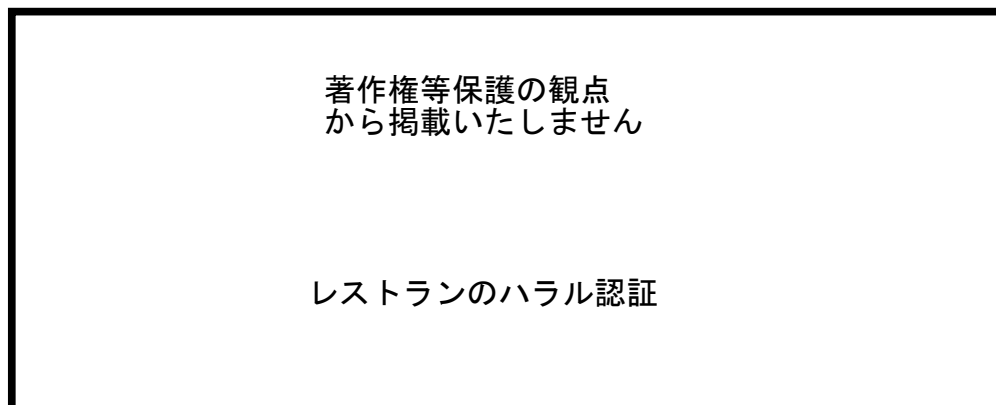 著作権等保護の観点
から掲載いたしません
レストランのハラル認証